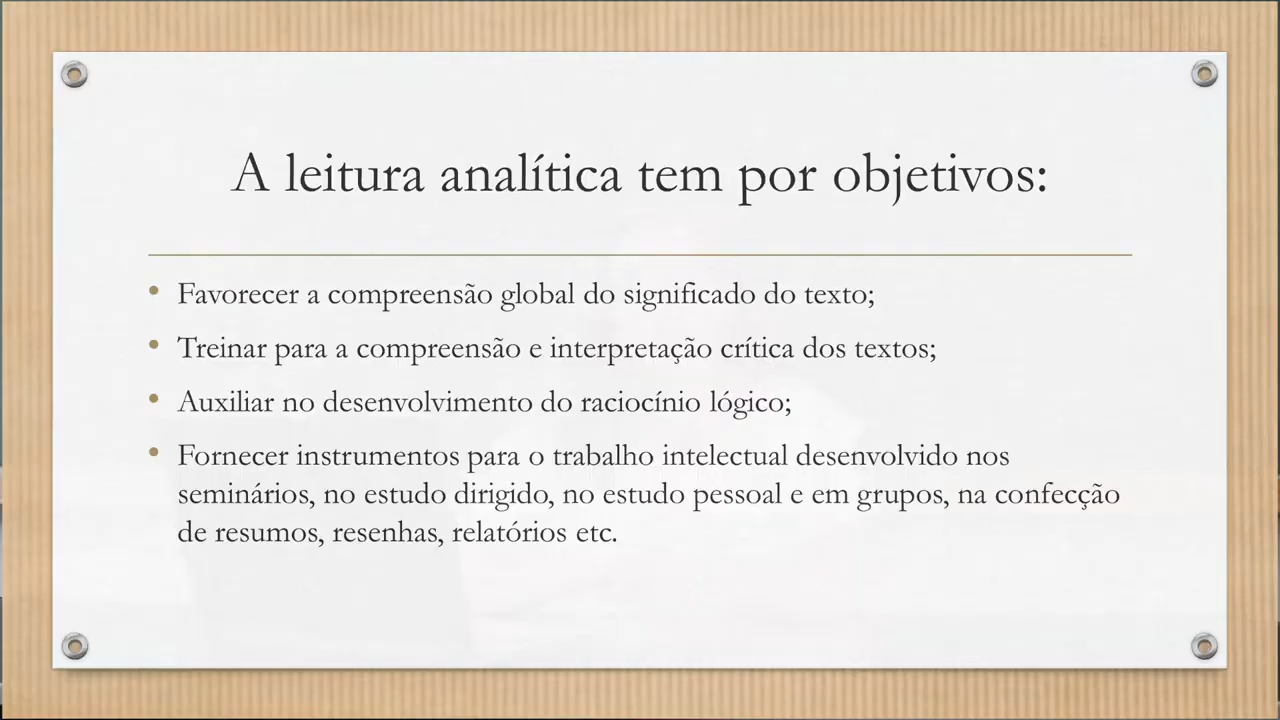 A leitura analítica tem por objetivos:
• Favorecer a compreensão global do significado do texto;
• Treinar para a compreensão e interpretação crítica dos textos;
• Auxiliar no desenvolvimento do raciocínio lógico;
• Fornecer instrumentos para o trabalho intelectual desenvolvido nos
seminários, no estudo dirigido, no estudo pessoal e em grupos, na confecção
de resumos, resenhas, relatórios etc.